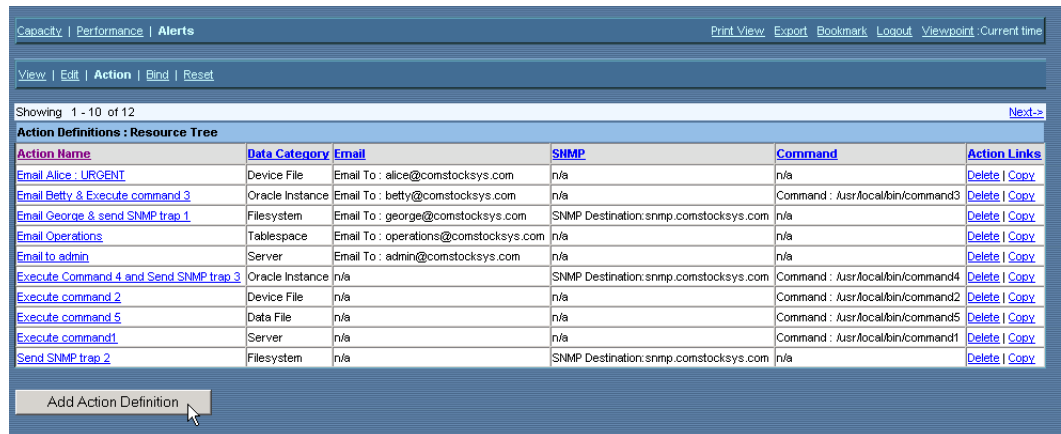 Capacity | Performance | Alerts Print View Export Bookmark Logout Viewpoint :Current time
View | Edit | Action | Bind | Reset
Showing 1 - 10 of 12 Next->
Action Definitions : Resource Tree
Action Name Data Category Email SNMP Command Action Links
Email Alice : URGENT Device File Email To : alice@comstocksys.com n/a n/a Delete | Copy
Email Betty & Execute command 3 Oracle Instance Email To : betty@comstocksys.com n/a Command : /usr/local/bin/command3 Delete | Copy
Email George & send SNMP trap 1 Filesystem Email To : george@comstocksys.com SNMP Destination:snmp.comstocksys.com n/a Delete | Copy
Email Operations Tablespace Email To : operations@comstocksys.com n/a n/a Delete | Copy
Email to admin Server Email To : admin@comstocksys.com n/a n/a Delete | Copy
Execute Command 4 and Send SNMP trap 3 Oracle Instance n/a SNMP Destination:snmp.comstocksys.com Command : /usr/local/bin/command4 Delete | Copy
Execute command 2 Device File n/a n/a Command : /usr/local/bin/command2 Delete | Copy
Execute command 5 Data File n/a n/a Command : /usr/local/bin/command5 Delete | Copy
Execute command1 Server n/a n/a Command : /usr/local/bin/command1 Delete | Copy
Send SNMP trap 2 Filesystem n/a SNMP Destination:snmp.comstocksys.com n/a Delete | Copy
Add Action Definition